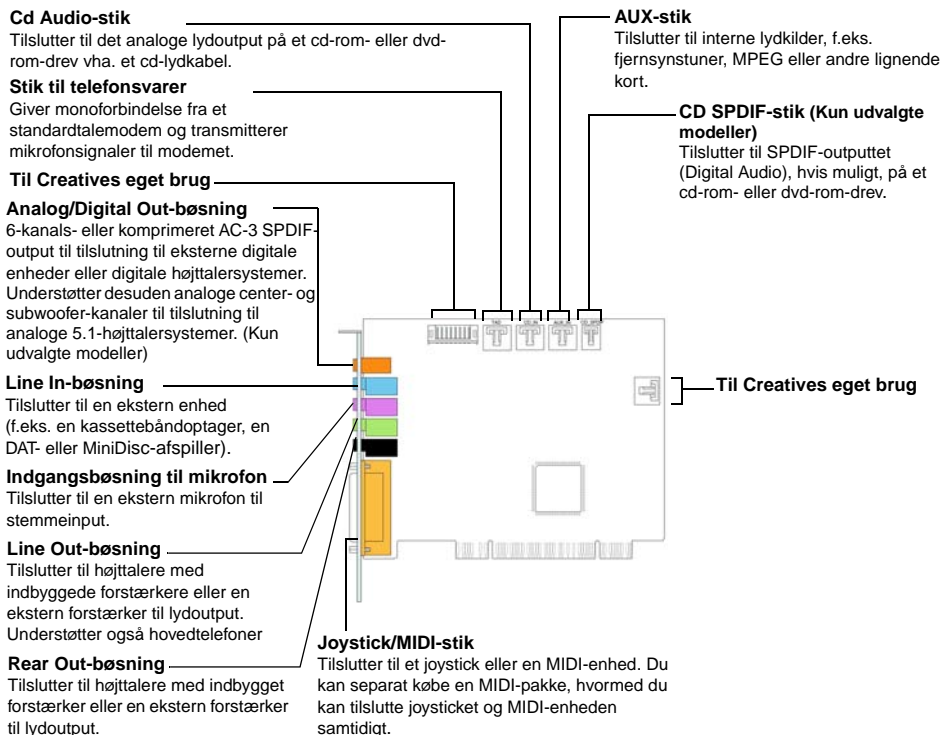 Cd Audio-stik
Tilslutter til det analoge lydoutput på et cd-rom- eller dvd-
rom-drev vha. et cd-lydkabel.
Stik til telefonsvarer
Giver monoforbindelse fra et
standardtalemodem og transmitterer
mikrofonsignaler til modemet.
Til Creatives eget brug
Analog/Digital Out-bøsning
6-kanals- eller komprimeret AC-3 SPDIF-
output til tilslutning til eksterne digitale
enheder eller digitale højttalersystemer.
Understøtter desuden analoge center- og
subwoofer-kanaler til tilslutning til
analoge 5.1-højttalersystemer. (Kun
udvalgte modeller)
Line In-bøsning
Tilslutter til en ekstern enhed
(f.eks. en kassettebåndoptager, en
DAT- eller MiniDisc-afspiller).
Indgangsbøsning til mikrofon
Tilslutter til en ekstern mikrofon til
stemmeinput.
Line Out-bøsning
Tilslutter til højttalere med
indbyggede forstærkere eller en
ekstern forstærker til lydoutput.
Understøtter også hovedtelefoner
Rear Out-bøsning
Tilslutter til højttalere med indbygget
forstærker eller en ekstern forstærker
til lydoutput.
AUX-stik
Tilslutter til interne lydkilder, f.eks.
fjernsynstuner, MPEG eller andre lignende
kort.
CD SPDIF-stik (Kun udvalgte
modeller)
Tilslutter til SPDIF-outputtet
(Digital Audio), hvis muligt, på et
cd-rom- eller dvd-rom-drev.
TAD
CD_IN
AUX_IN
CD_SPDIF
Til Creatives eget brug
Joystick/MIDI-stik
Tilslutter til et joystick eller en MIDI-enhed. Du
kan separat købe en MIDI-pakke, hvormed du
kan tilslutte joysticket og MIDI-enheden
samtidigt.